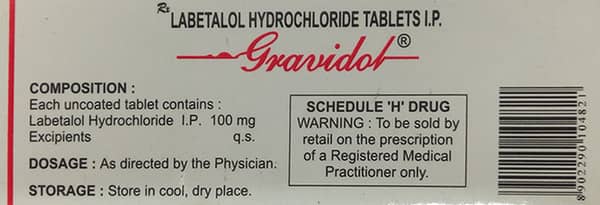 Rx LABETALOL HYDROCHLORIDE TABLETS I.P.
Gravidol®
COMPOSITION :
Each uncoated tablet contains :
Labetalol Hydrochloride I.P. 100 mg
Excipients q.s.
DOSAGE : As directed by the Physician.
STORAGE : Store in cool, dry place.
SCHEDULE 'H' DRUG
WARNING : To be sold by
retail on the prescription
of a Registered Medical
Practitioner only.
8902290104821